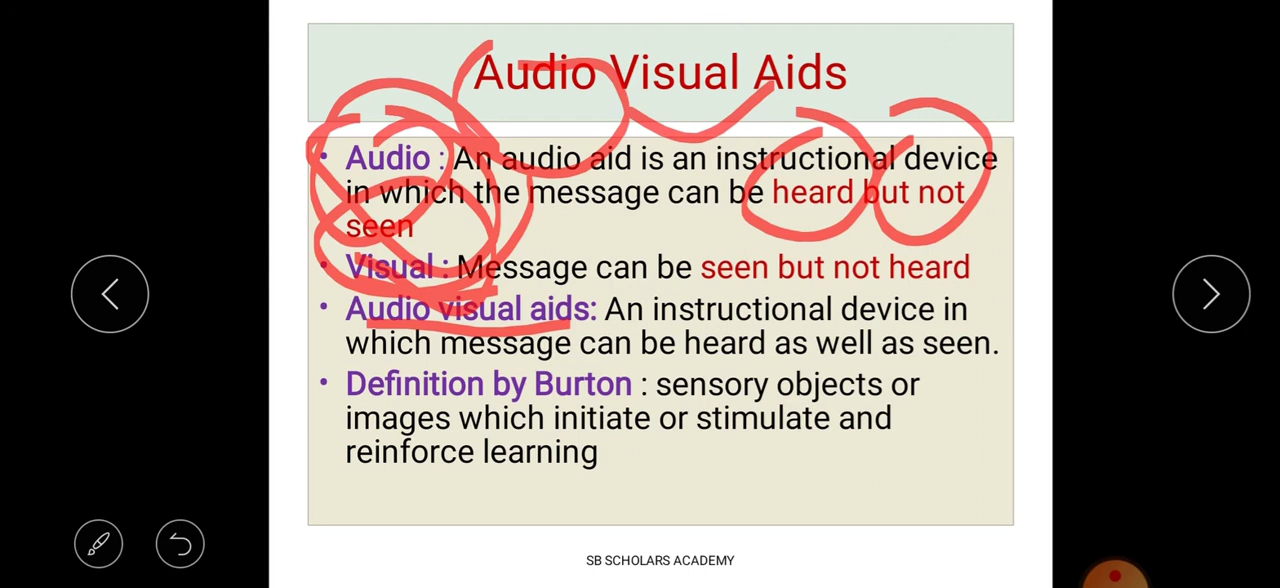 Audio Visual Aids
• Audio : An audio aid is an instructional device
in which the message can be heard but not
seen
• Visual : Message can be seen but not heard
• Audio visual aids: An instructional device in
which message can be heard as well as seen.
• Definition by Burton : sensory objects or
images which initiate or stimulate and
reinforce learning
SB SCHOLARS ACADEMY